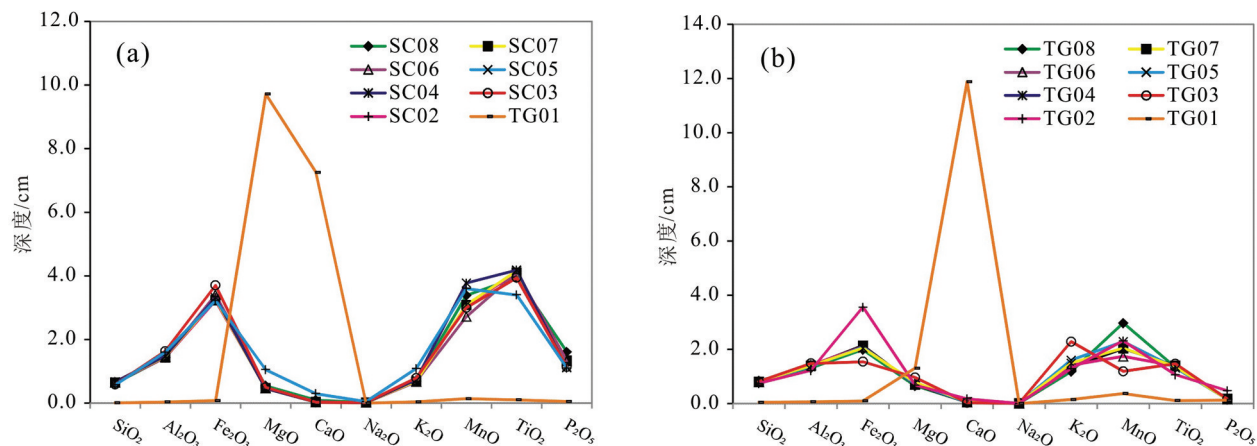 (a)
12.0
10.0
8.0
6.0
4.0
2.0
0.0
深度/cm
SC08 SC07
SC06 SC05
SC04 SC03
SC02 TG01
SiO₂ Al₂O₃ Fe₂O₃ MgO CaO Na₂O K₂O MnO TiO₂ P₂O₅
(b)
14.0
12.0
10.0
8.0
6.0
4.0
2.0
0.0
深度/cm
TG08 TG07
TG06 TG05
TG04 TG03
TG02 TG01
SiO₂ Al₂O₃ Fe₂O₃ MgO CaO Na₂O K₂O MnO TiO₂ P₂O₅